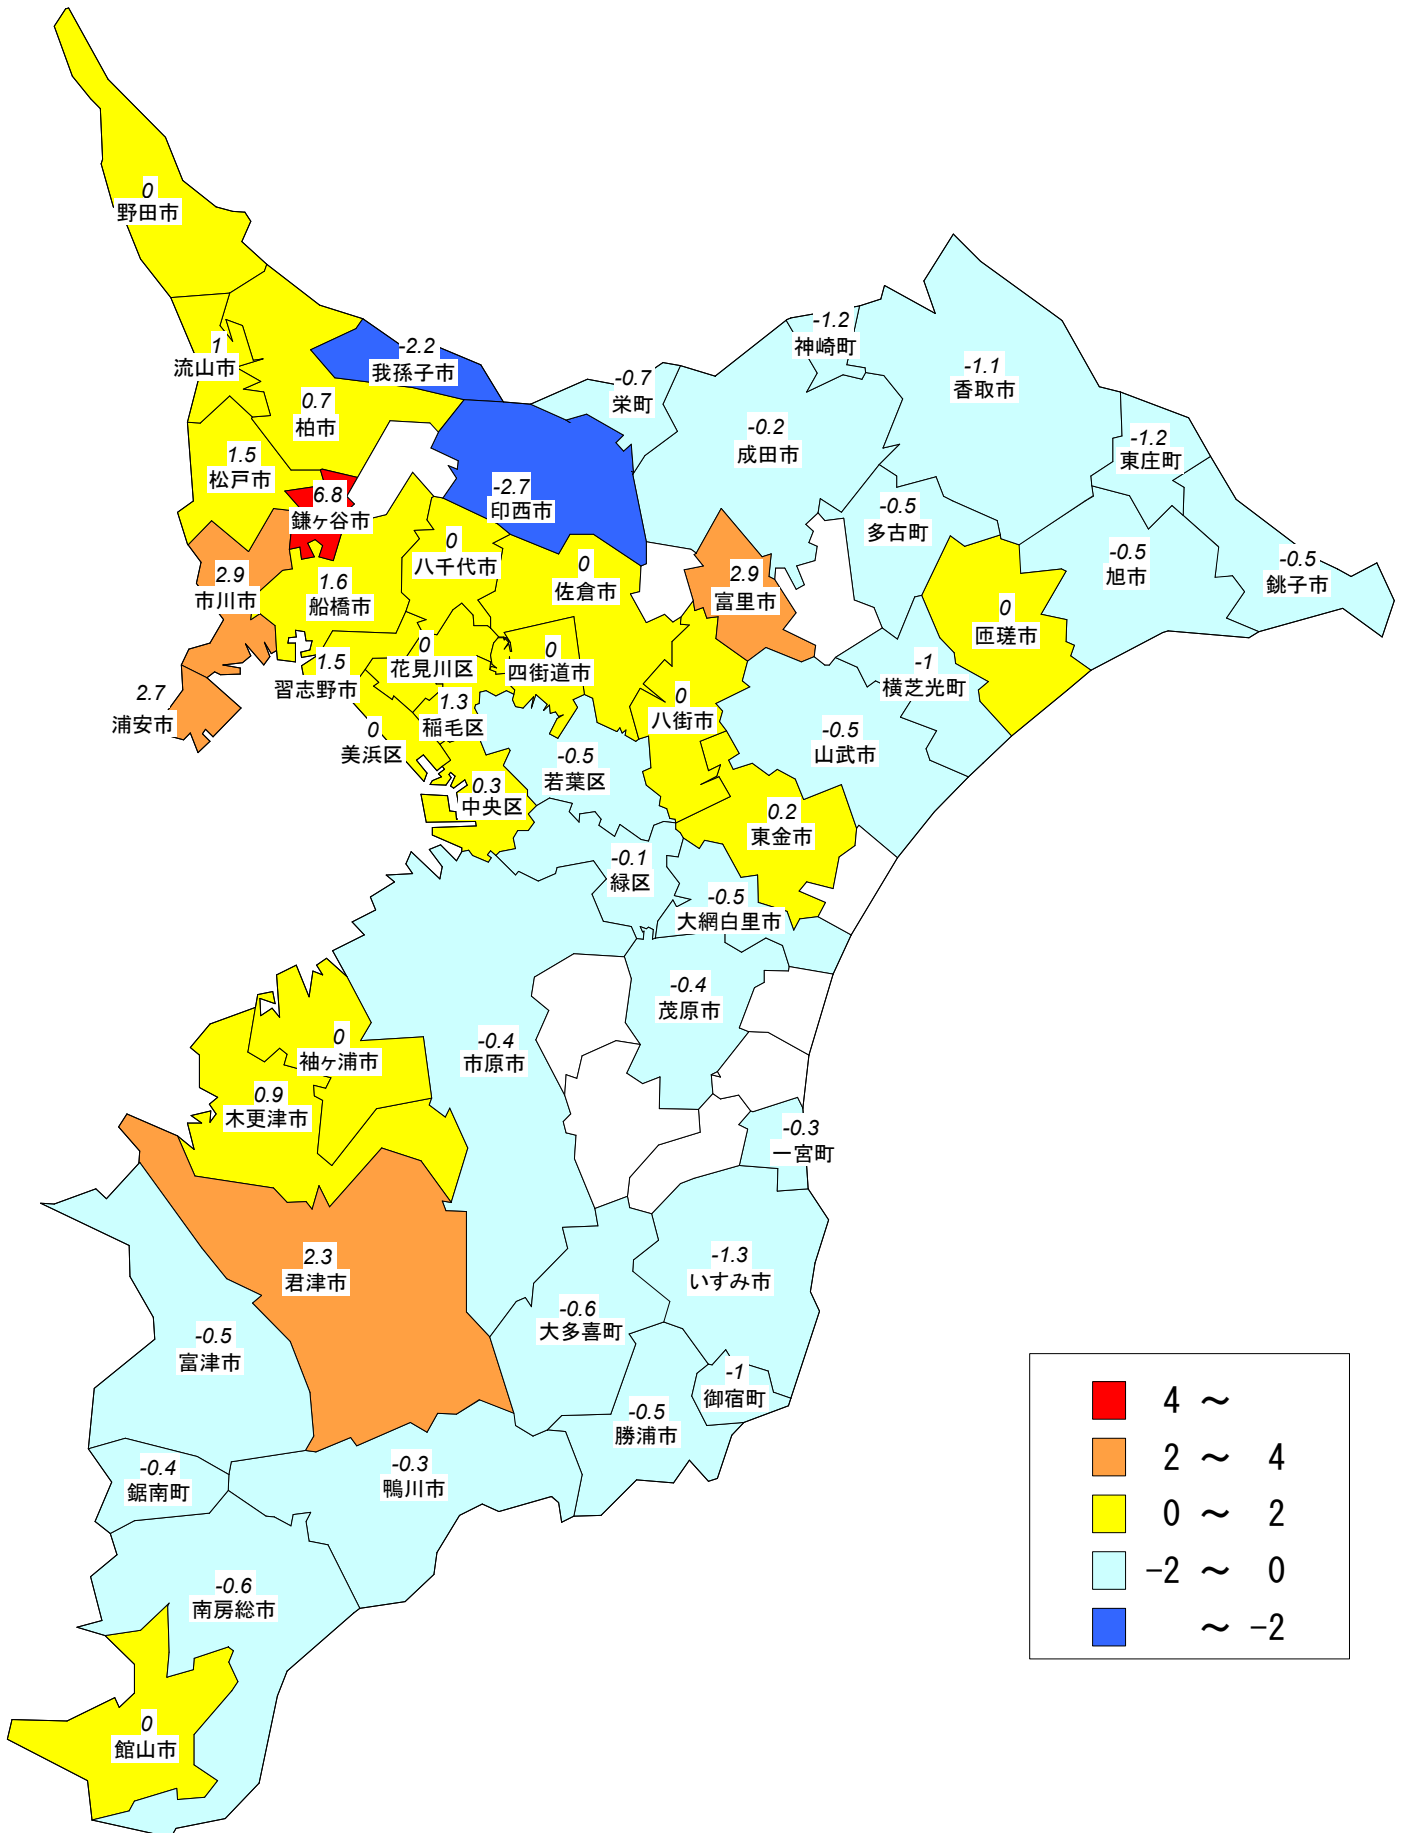 0
野田市
1
流山市
0.7
柏市
-2.2
我孫子市
-0.7
栄町
-1.2
神崎町
-1.1
香取市
-0.2
成田市
-1.2
東庄町
1.5
松戸市
6.8
鎌ヶ谷市
-2.7
印西市
-0.5
多古町
-0.5
旭市
-0.5
銚子市
2.9
市川市
1.6
船橋市
0
八千代市
0
佐倉市
2.9
富里市
0
匝瑳市
2.7
浦安市
1.5
習志野市
0
花見川区
0
四街道市
-1
横芝光町
0
美浜区
1.3
稲毛区
0
八街市
-0.5
山武市
0.3
中央区
-0.5
若葉区
0.2
東金市
-0.1
緑区
-0.5
大網白里市
-0.4
茂原市
0
袖ヶ浦市
-0.4
市原市
0.9
木更津市
-0.3
一宮町
2.3
君津市
-1.3
いすみ市
-0.5
富津市
-0.6
大多喜町
-1
御宿町
-0.5
勝浦市
-0.4
鋸南町
-0.3
鴨川市
-0.6
南房総市
0
館山市
4 ～
2 ～ 4
0 ～ 2
-2 ～ 0
～ -2